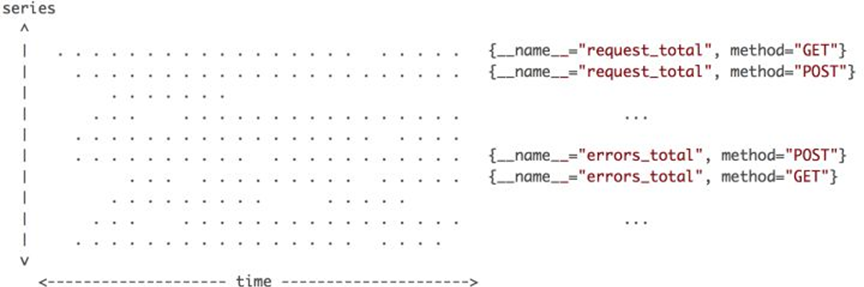 series
^
| . . . . . . . . . . . . . . . . . . . . . . {__name__="request_total", method="GET"}
| . . . . . . . . . . . . . . . . . . . . . . {__name__="request_total", method="POST"}
| . . . . . . .
| . . . . . . . . . . . . . . . . . . . ...
| . . . . . . . . . . . . . . . . . . . . .
| . . . . . . . . . . . . . . . . . . . . . {__name__="errors_total", method="POST"}
| . . . . . . . . . . . . . . . . . {__name__="errors_total", method="GET"}
| . . . . . . . . . . . . . .
| . . . . . . . . . . . . . . . . . . . ...
| . . . . . . . . . . . . . . . . . . . .
v
<-------------------- time --------------------->